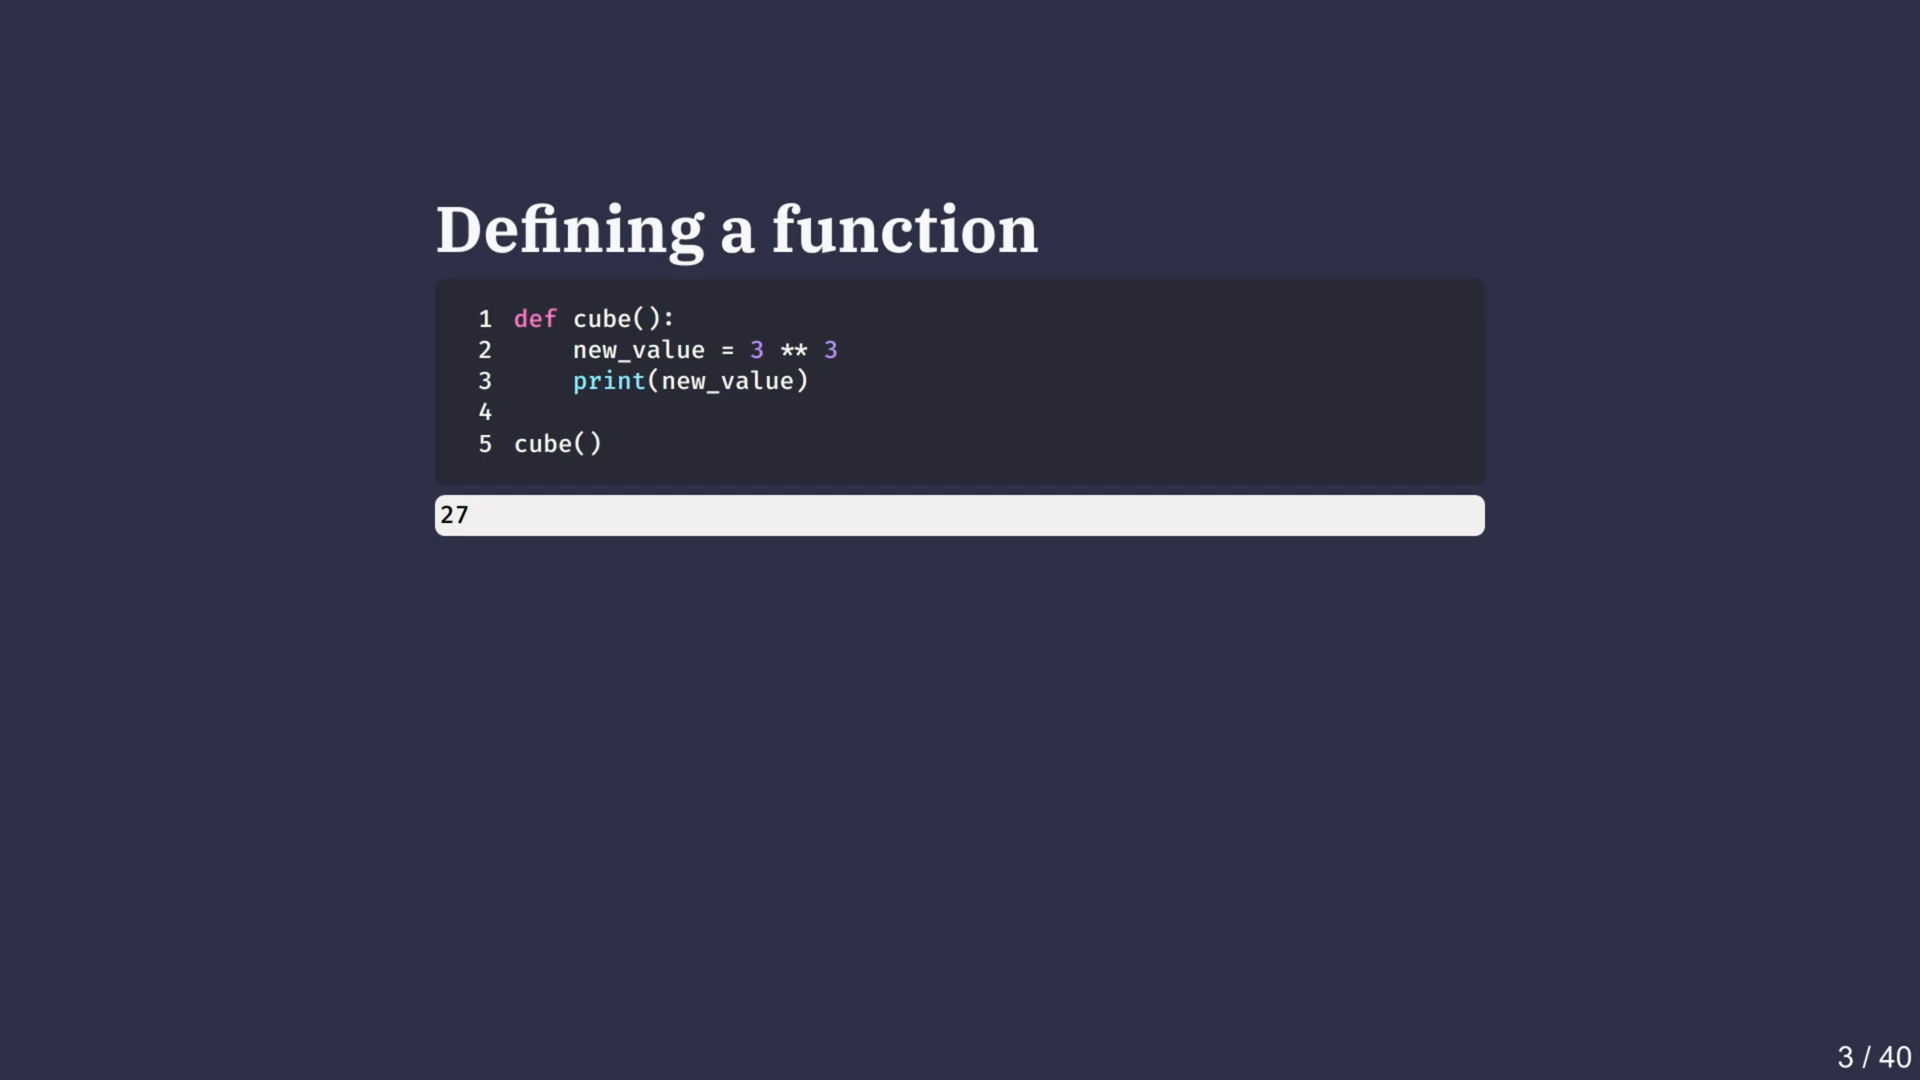 Defining a function
1 def cube():
2     new_value = 3 ** 3
3     print(new_value)
4
5 cube()
27
3 / 40